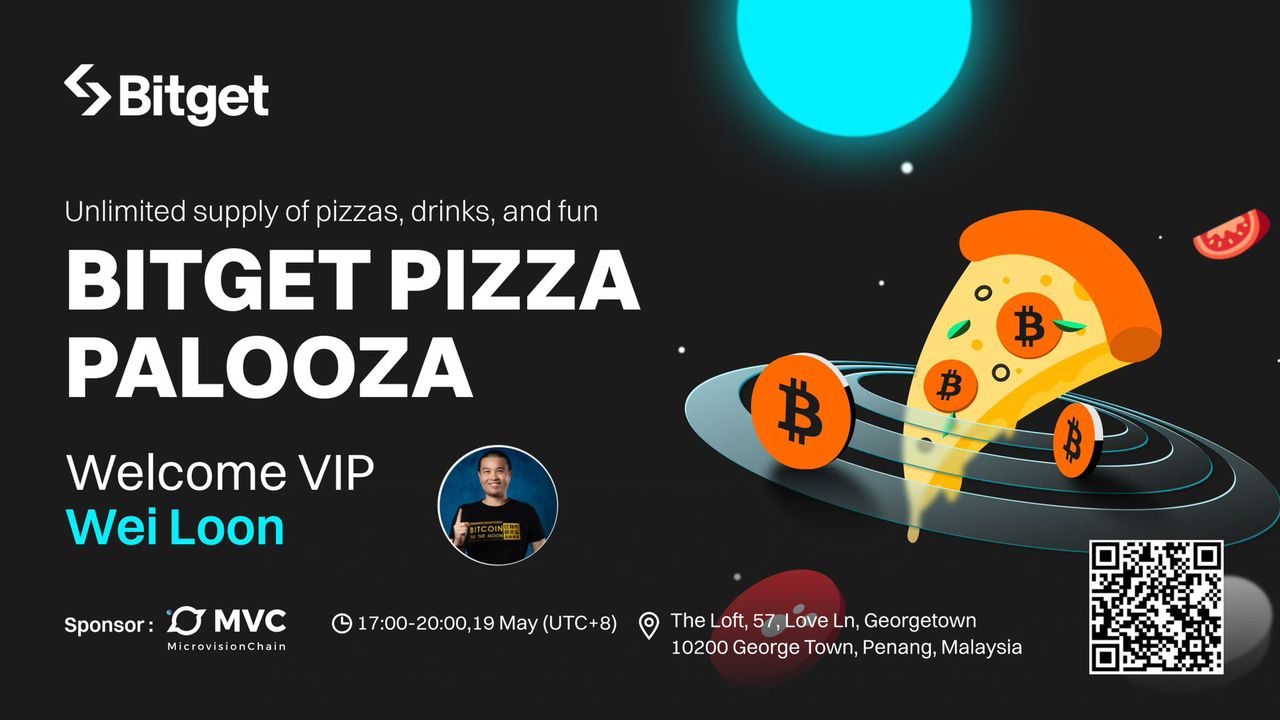 Bitget
Unlimited supply of pizzas, drinks, and fun
BITGET PIZZA
PALOOZA
Welcome VIP
Wei Loon
BITCOIN
TO THE MOON
Sponsor :
MVC
MicrovisionChain
17:00-20:00,19 May (UTC+8)
The Loft, 57, Love Ln, Georgetown
10200 George Town, Penang, Malaysia